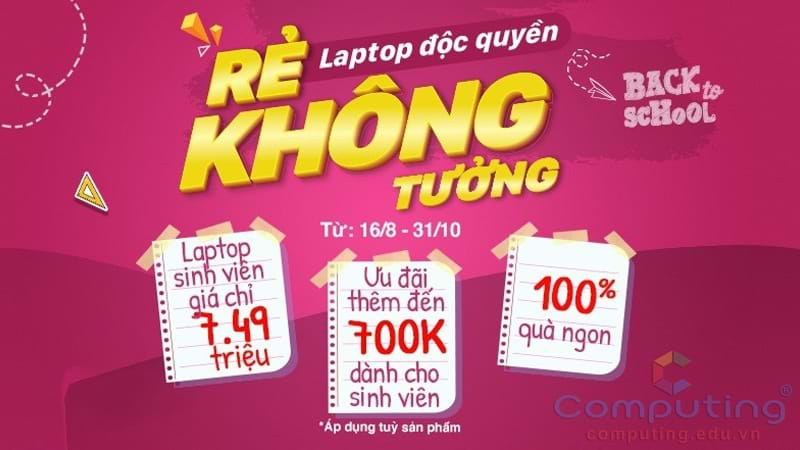 Laptop độc quyền
RẺ
KHÔNG
TƯỞNG
BACK to
SCHOOL
Từ: 16/8 - 31/10
Laptop
sinh viên
giá chỉ
7.49
triệu
Ưu đãi
thêm đến
700K
dành cho
sinh viên
100%
quà ngon
*Áp dụng tuỳ sản phẩm
Computing®
computing.edu.vn